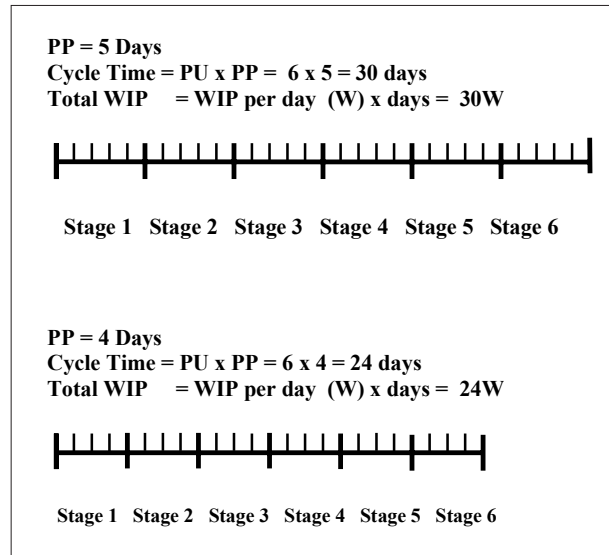 PP = 5 Days
Cycle Time = PU x PP = 6 x 5 = 30 days
Total WIP = WIP per day (W) x days = 30W
Stage 1 Stage 2 Stage 3 Stage 4 Stage 5 Stage 6
PP = 4 Days
Cycle Time = PU x PP = 6 x 4 = 24 days
Total WIP = WIP per day (W) x days = 24W
Stage 1 Stage 2 Stage 3 Stage 4 Stage 5 Stage 6